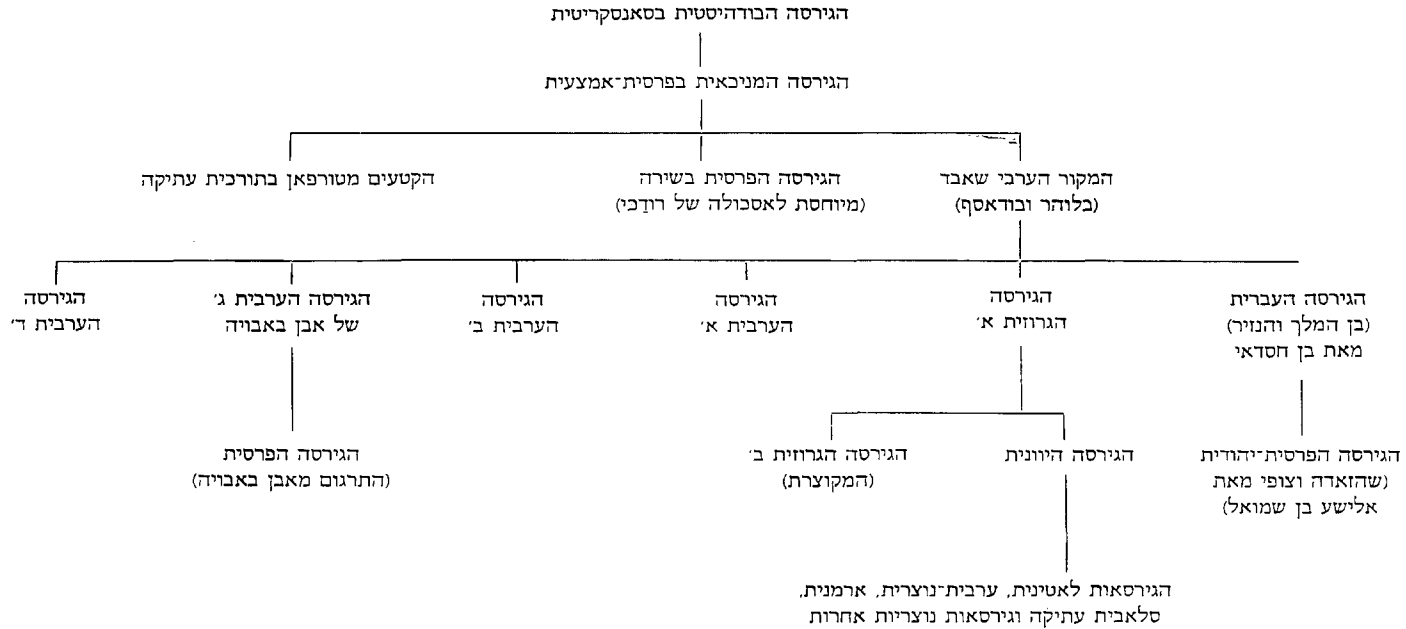 הגירסה הבודהיסטית בסאנסקריטית
הגירסה המניכאית בפרסית־אמצעית
המקור הערבי שאבד
(בלוהר ובודאסף)
הגירסה הפרסית בשירה
(מיוחסת לאסכולה של רודַכּי)
הקטעים מטורפאן בתורכית עתיקה
הגירסה העברית
(בן המלך והנזיר)
מאת בן חסדאי
הגירסה
הגרוזית א׳
הגירסה
הערבית א׳
הגירסה
הערבית ב׳
הגירסה הערבית ג׳
של אבן באבויה
הגירסה
הערבית ד׳
הגירסה הפרסית־יהודית
(שהזאדה וצופי מאת
אלישע בן שמואל)
הגירסה היוונית
הגירסה הגרוזית ב׳
(המקוצרת)
הגירסה הפרסית
(התרגום מאבן באבויה)
הגירסאות לאטינית, ערבית־נוצרית, ארמנית,
סלאבית עתיקה וגירסאות נוצריות אחרות